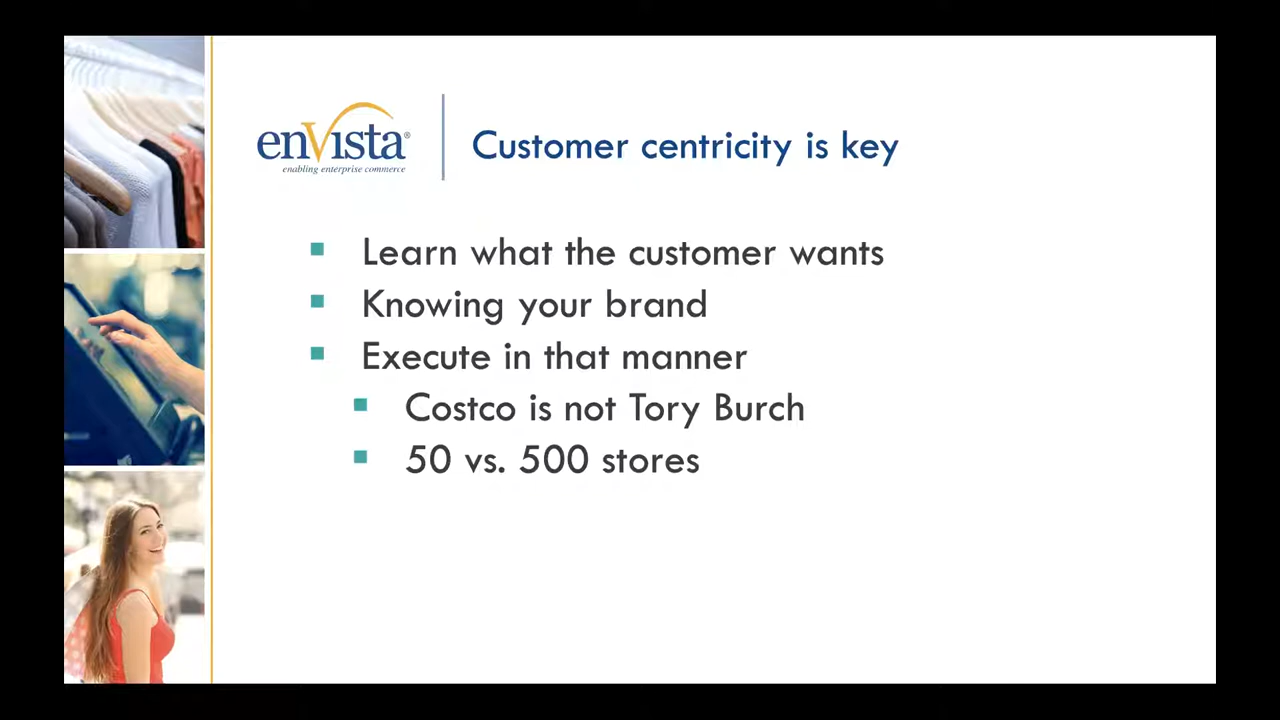 enVista®
enabling enterprise commerce
Customer centricity is key
Learn what the customer wants
Knowing your brand
Execute in that manner
Costco is not Tory Burch
50 vs. 500 stores